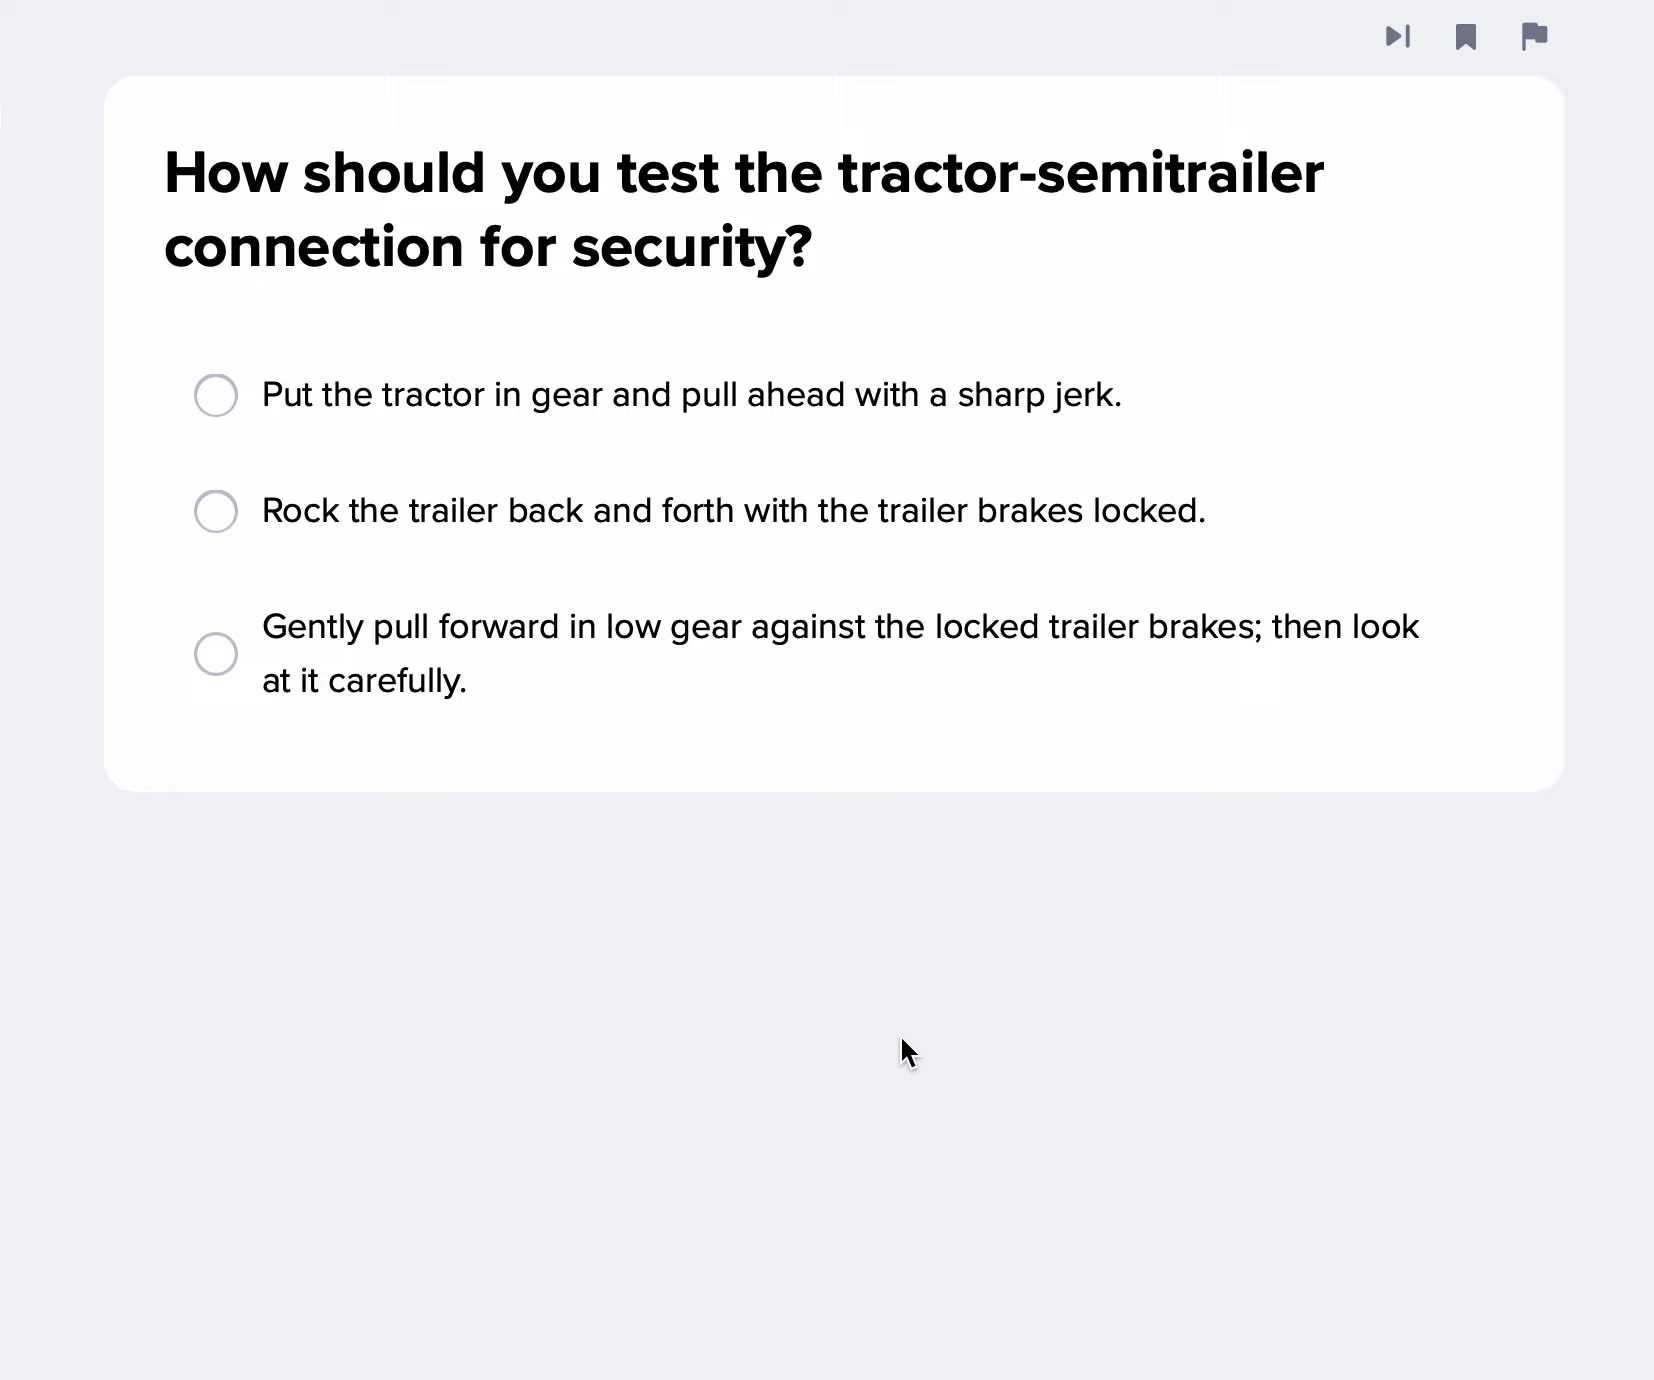 How should you test the tractor-semitrailer
connection for security?
Put the tractor in gear and pull ahead with a sharp jerk.
Rock the trailer back and forth with the trailer brakes locked.
Gently pull forward in low gear against the locked trailer brakes; then look
at it carefully.